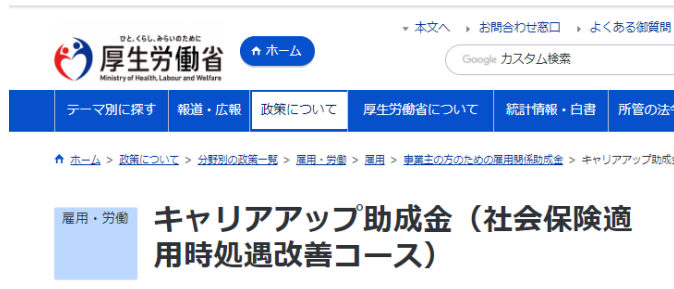 本文へ お問合わせ窓口 よくある御質問
ひと、くらし、みらいのために
厚生労働省
Ministry of Health, Labour and Welfare
ホーム
Google カスタム検索
テーマ別に探す 報道・広報 政策について 厚生労働省について 統計情報・白書 所管の法令
ホーム > 政策について > 分野別の政策一覧 > 雇用・労働 > 雇用 > 事業主の方のための雇用関係助成金 > キャリアアップ助成金
雇用・労働
キャリアアップ助成金（社会保険適
用時処遇改善コース）